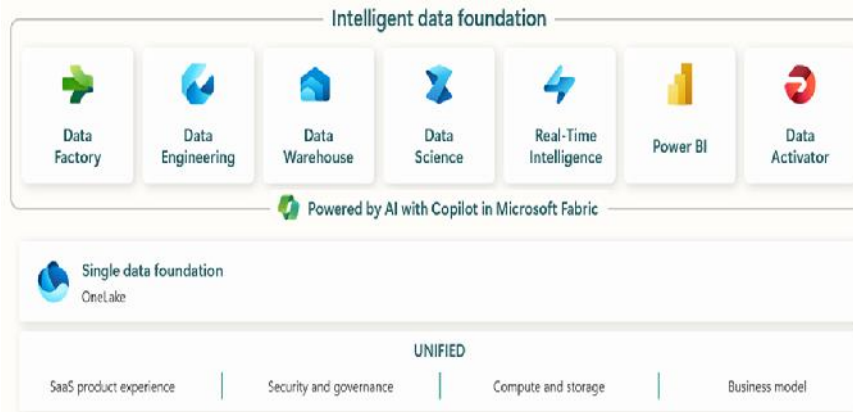 Intelligent data foundation
Data
Factory
Data
Engineering
Data
Warehouse
Data
Science
Real-Time
Intelligence
Power BI
Data
Activator
Powered by AI with Copilot in Microsoft Fabric
Single data foundation
OneLake
UNIFIED
SaaS product experience
Security and governance
Compute and storage
Business model